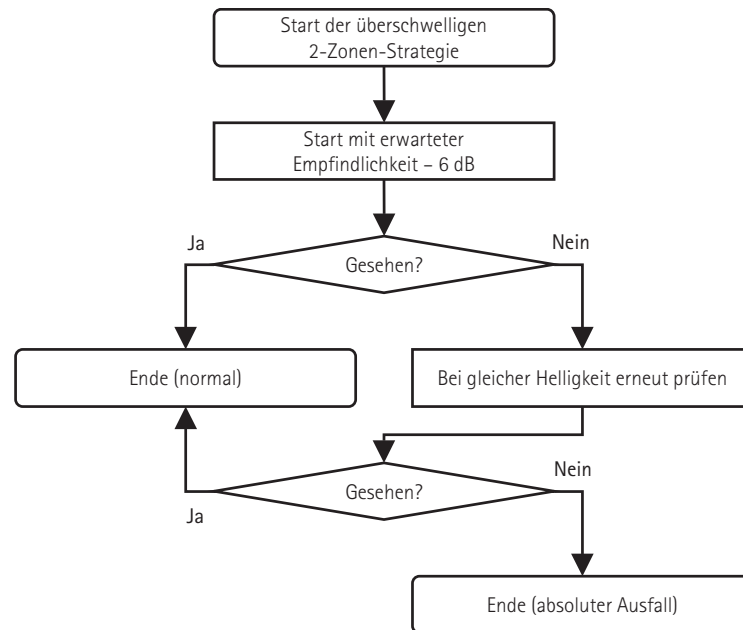 Start der überschwelligen
2-Zonen-Strategie
Start mit erwarteter
Empfindlichkeit – 6 dB
Ja
Nein
Gesehen?
Ende (normal)
Bei gleicher Helligkeit erneut prüfen
Nein
Gesehen?
Ja
Ende (absoluter Ausfall)